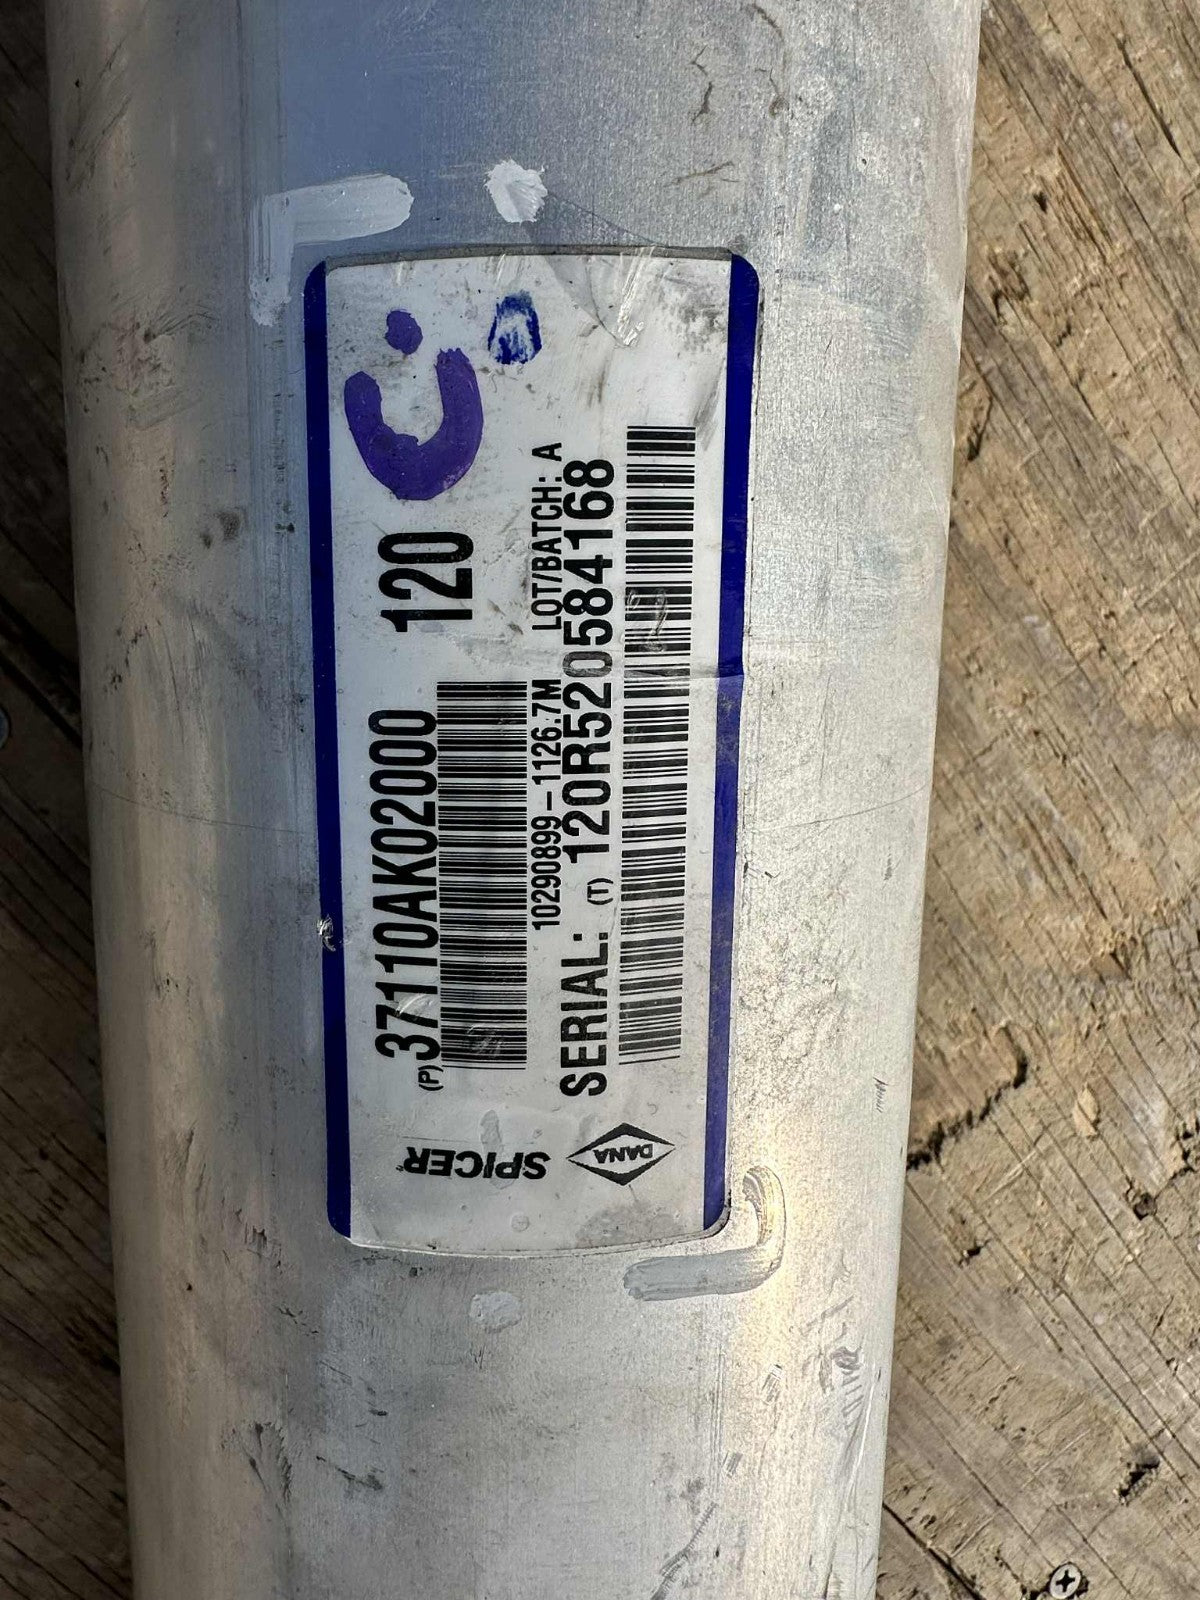 (P)37110AK02000 120
10290899-1126.7M LOT/BATCH: A
SERIAL: (T) 120R520584168
SPICER
DANA
C